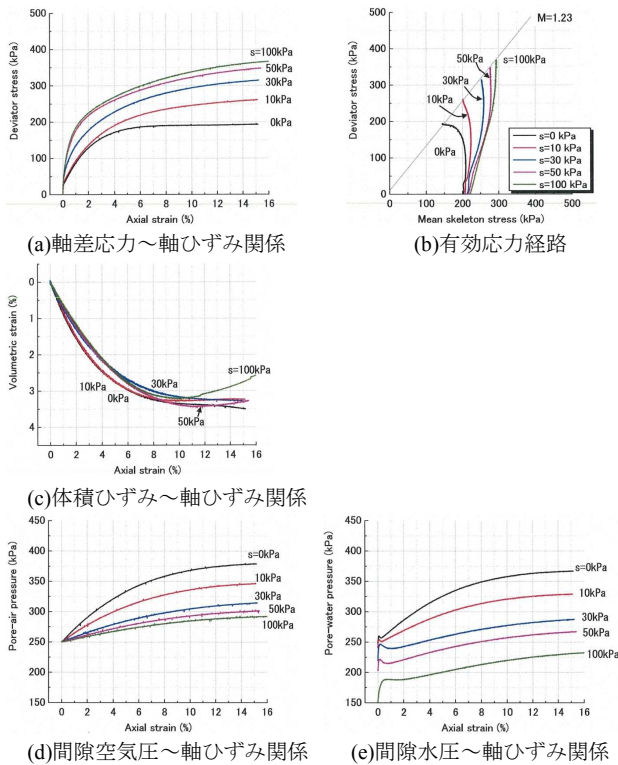 Deviator stress (kPa)
400
350
300
250
200
150
100
50
0
s=100kPa
50kPa
30kPa
10kPa
0kPa
0 2 4 6 8 10 12 14 16
Axial strain (%)
(a)軸差応力～軸ひずみ関係
Deviator stress (kPa)
500
400
300
200
100
0
M=1.23
50kPa
s=100kPa
30kPa
10kPa
0kPa
s=0 kPa
s=10 kPa
s=30 kPa
s=50 kPa
s=100 kPa
0 100 200 300 400 500
Mean skeleton stress (kPa)
(b)有効応力経路
Volumetric strain (%)
0
1
2
3
4
s=100kPa
30kPa
10kPa
0kPa
50kPa
0 2 4 6 8 10 12 14 16
Axial strain (%)
(c)体積ひずみ～軸ひずみ関係
Pore-air pressure (kPa)
450
400
350
300
250
200
150
s=0kPa
10kPa
30kPa
50kPa
100kPa
0 2 4 6 8 10 12 14 16
Axial strain (%)
(d)間隙空気圧～軸ひずみ関係
Pore-water pressure (kPa)
450
400
350
300
250
200
150
s=0kPa
10kPa
30kPa
50kPa
100kPa
0 2 4 6 8 10 12 14 16
Axial strain (%)
(e)間隙水圧～軸ひずみ関係